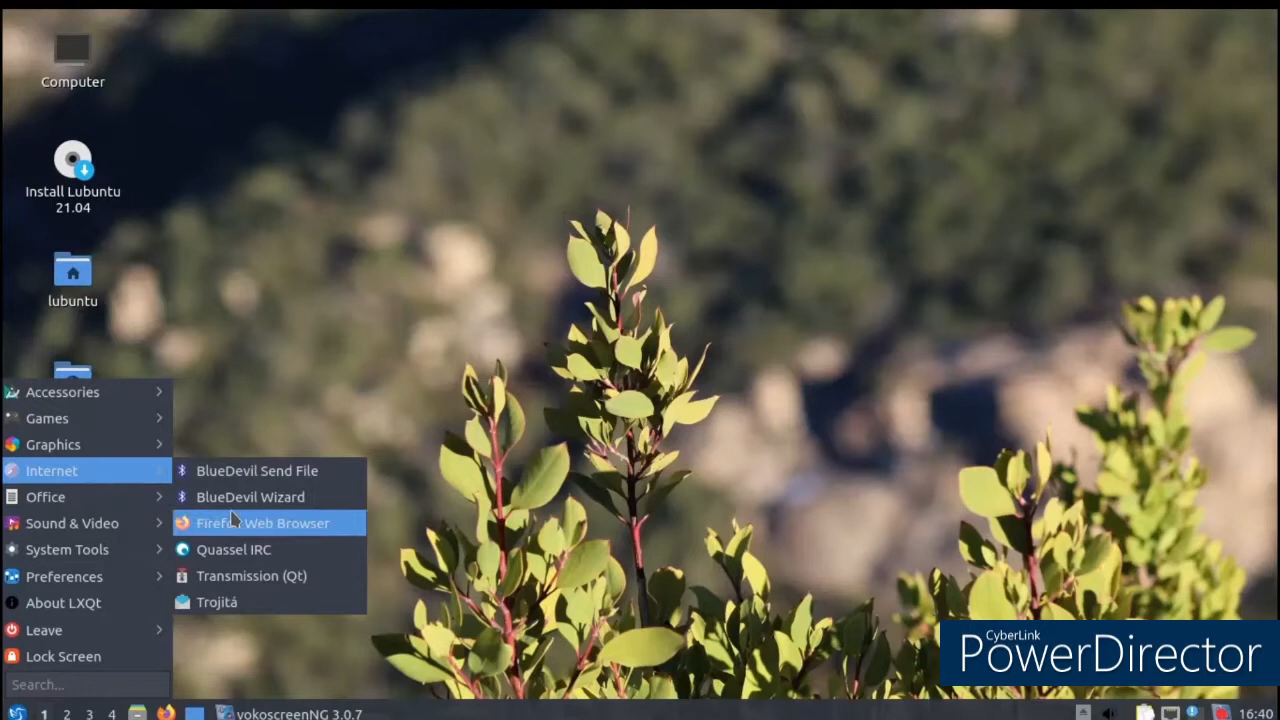 Computer
Install Lubuntu
21.04
lubuntu
Accessories
Games
Graphics
Internet
Office
Sound & Video
System Tools
Preferences
About LXQt
Leave
Lock Screen
Search...
BlueDevil Send File
BlueDevil Wizard
Firefox Web Browser
Quassel IRC
Transmission (Qt)
Trojitá
CyberLink
PowerDirector
1 2 3 4 vokoscreenNG 3.0.7 16:40